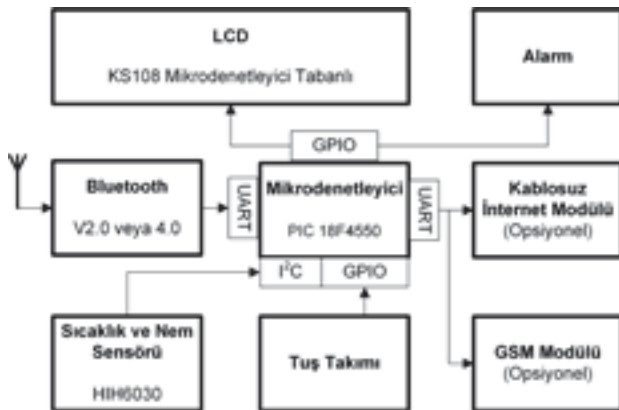 LCD
KS108 Mikrodenetleyici Tabanlı
Alarm
GPIO
Bluetooth
V2.0 veya 4.0
UART
Mikrodenetleyici
PIC 18F4550
UART
Kablosuz
İnternet Modülü
(Opsiyonel)
I²C
GPIO
Sıcaklık ve Nem
Sensörü
HIH6030
Tuş Takımı
GSM Modülü
(Opsiyonel)